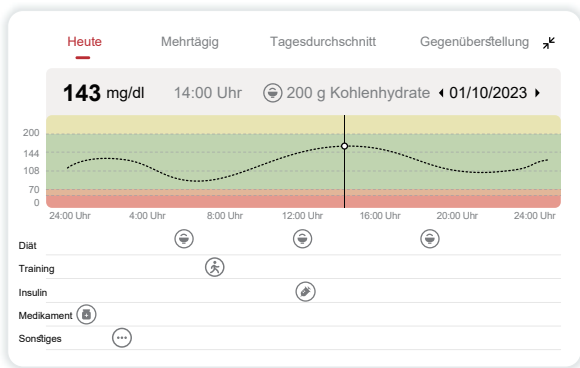 Heute Mehrtägig Tagesdurchschnitt Gegenüberstellung
143 mg/dl 14:00 Uhr 200 g Kohlenhydrate 01/10/2023
200
144
108
70
0
24:00 Uhr 4:00 Uhr 8:00 Uhr 12:00 Uhr 16:00 Uhr 20:00 Uhr 24:00 Uhr
Diät
Training
Insulin
Medikament
Sonstiges